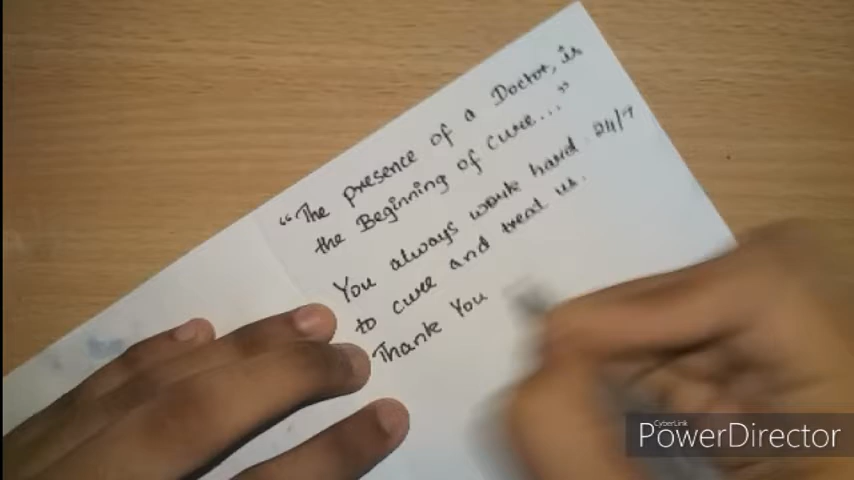 "The presence of a Doctor, is
the Beginning of cure..."
You always work hard 24/7
to cure and treat us.
Thank You
CyberLink
PowerDirector